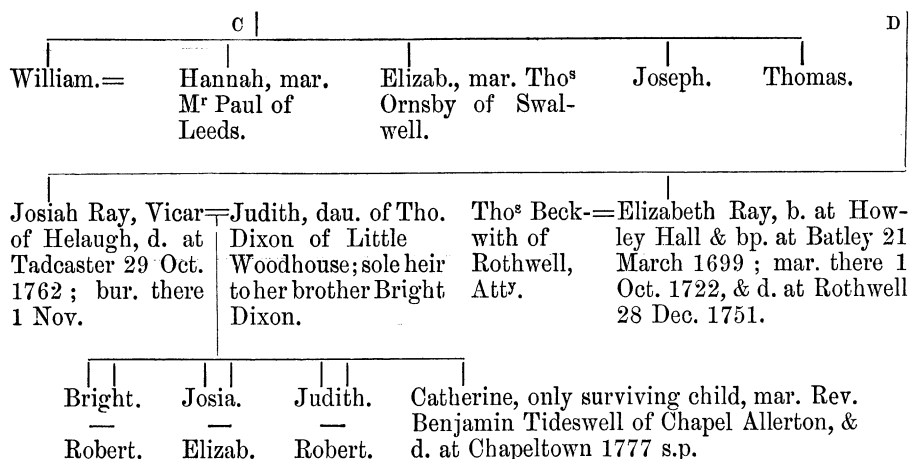 C D
William.= Hannah, mar. Elizab., mar. Thoˢ Joseph. Thomas.
Mʳ Paul of Ornsby of Swal-
Leeds. well.
Josiah Ray, Vicar=Judith, dau. of Tho. Thoˢ Beck-=Elizabeth Ray, b. at How-
of Helaugh, d. at Dixon of Little with of ley Hall & bp. at Batley 21
Tadcaster 29 Oct. Woodhouse; sole heir Rothwell, March 1699 ; mar. there 1
1762 ; bur. there to her brother Bright Attʸ. Oct. 1722, & d. at Rothwell
1 Nov. Dixon. 28 Dec. 1751.
Bright. Josia. Judith. Catherine, only surviving child, mar. Rev.
— — — Benjamin Tideswell of Chapel Allerton, &
Robert. Elizab. Robert. d. at Chapeltown 1777 s.p.